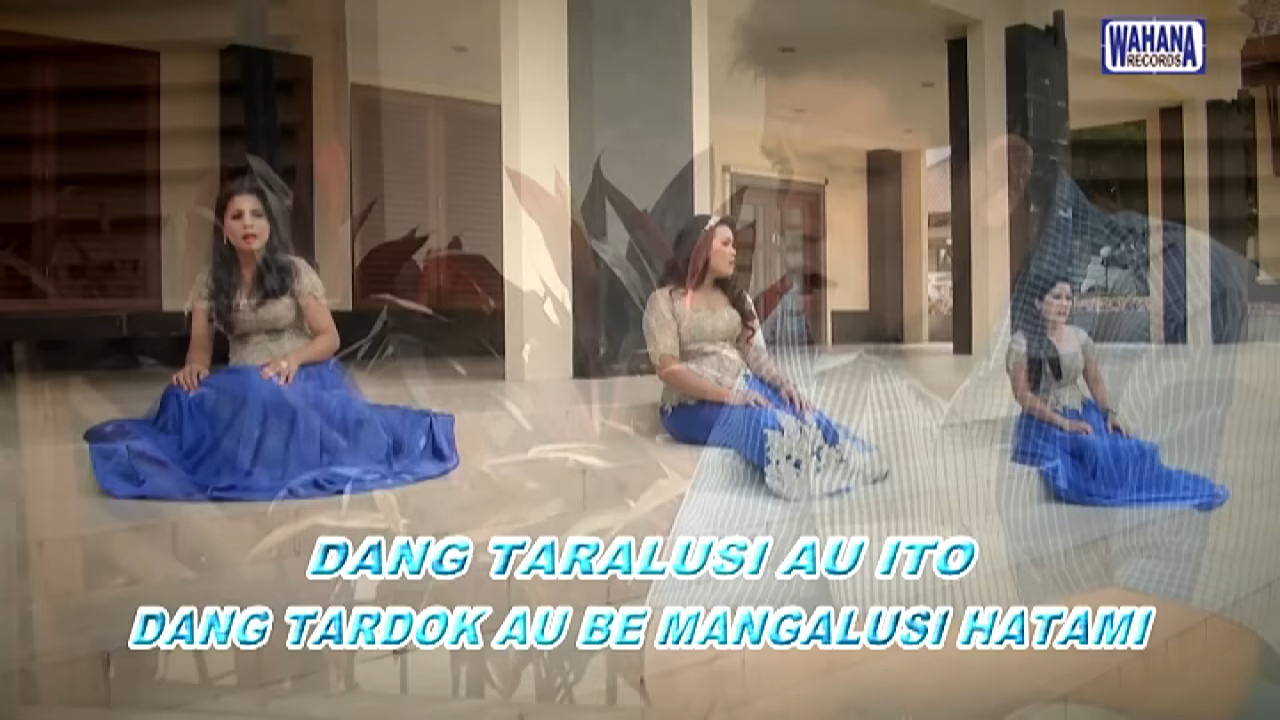 WAHANA
RECORDS
DANG TARALUSI AU ITO
DANG TARDOK AU BE MANGALUSI HATAMI